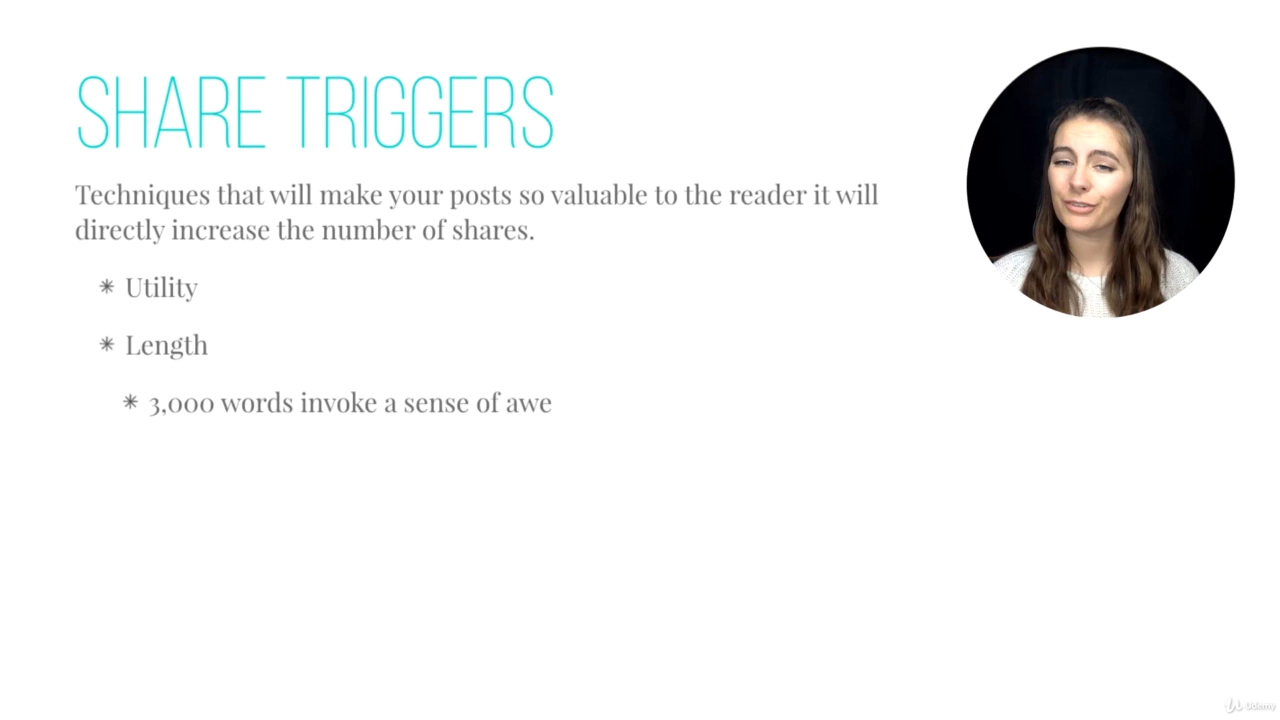 SHARE TRIGGERS
Techniques that will make your posts so valuable to the reader it will
directly increase the number of shares.
* Utility
* Length
* 3,000 words invoke a sense of awe
Udemy